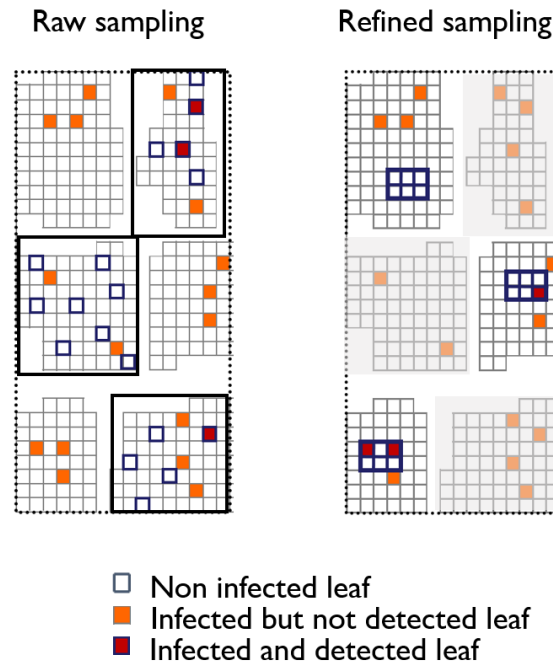 Raw sampling
Refined sampling
Non infected leaf
Infected but not detected leaf
Infected and detected leaf